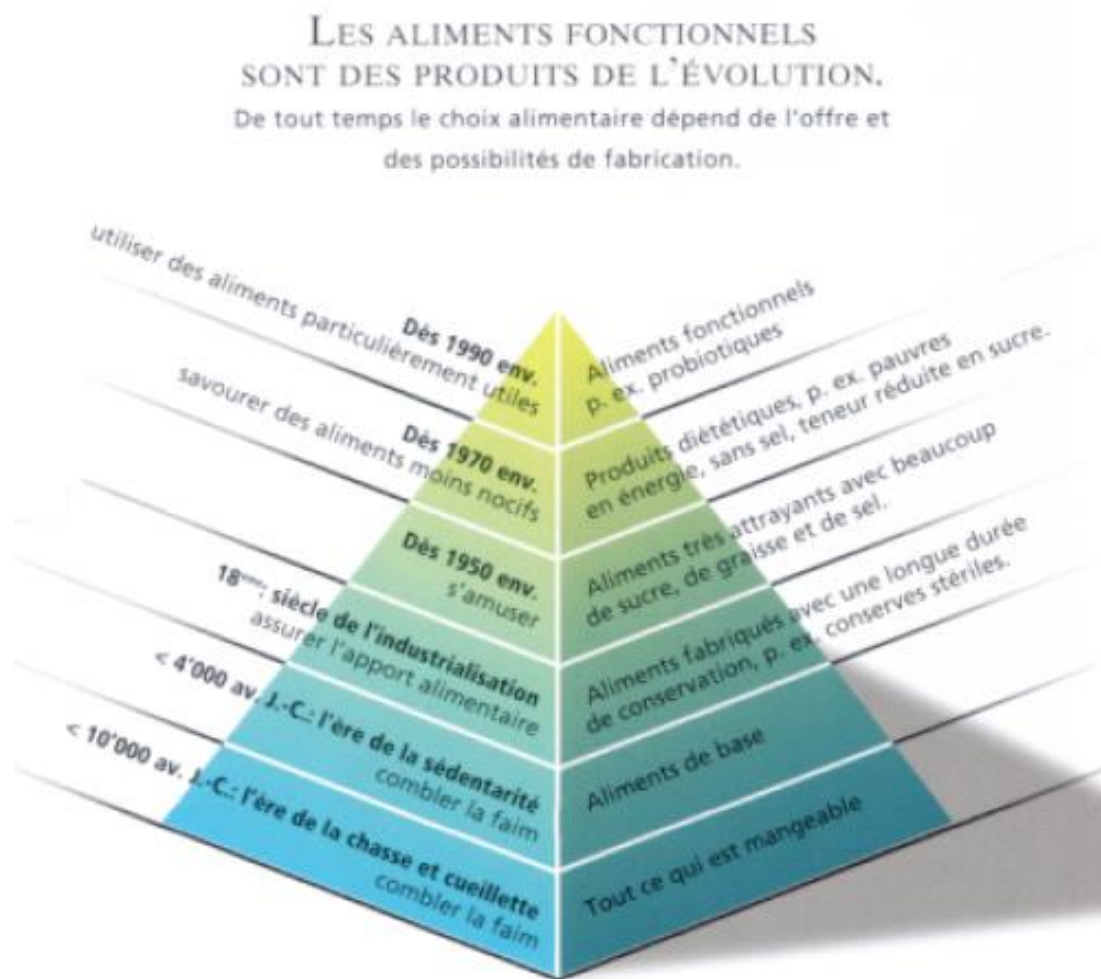 LES ALIMENTS FONCTIONNELS
SONT DES PRODUITS DE L'ÉVOLUTION.
De tout temps le choix alimentaire dépend de l'offre et
des possibilités de fabrication.
Dès 1990 env.
utiliser des aliments particulièrement utiles
Aliments fonctionnels
p. ex. probiotiques
Dès 1970 env.
savourer des aliments moins nocifs
Produits diététiques, p. ex. pauvres
en énergie, sans sel, teneur réduite en sucre.
Dès 1950 env.
s'amuser
Aliments très attrayants avec beaucoup
de sucre, de graisse et de sel.
18ème: siècle de l'industrialisation
assurer l'apport alimentaire
Aliments fabriqués avec une longue durée
de conservation, p. ex. conserves stériles.
< 4'000 av. J.-C.: l'ère de la sédentarité
combler la faim
Aliments de base
< 10'000 av. J.-C.: l'ère de la chasse et cueillette
combler la faim
Tout ce qui est mangeable